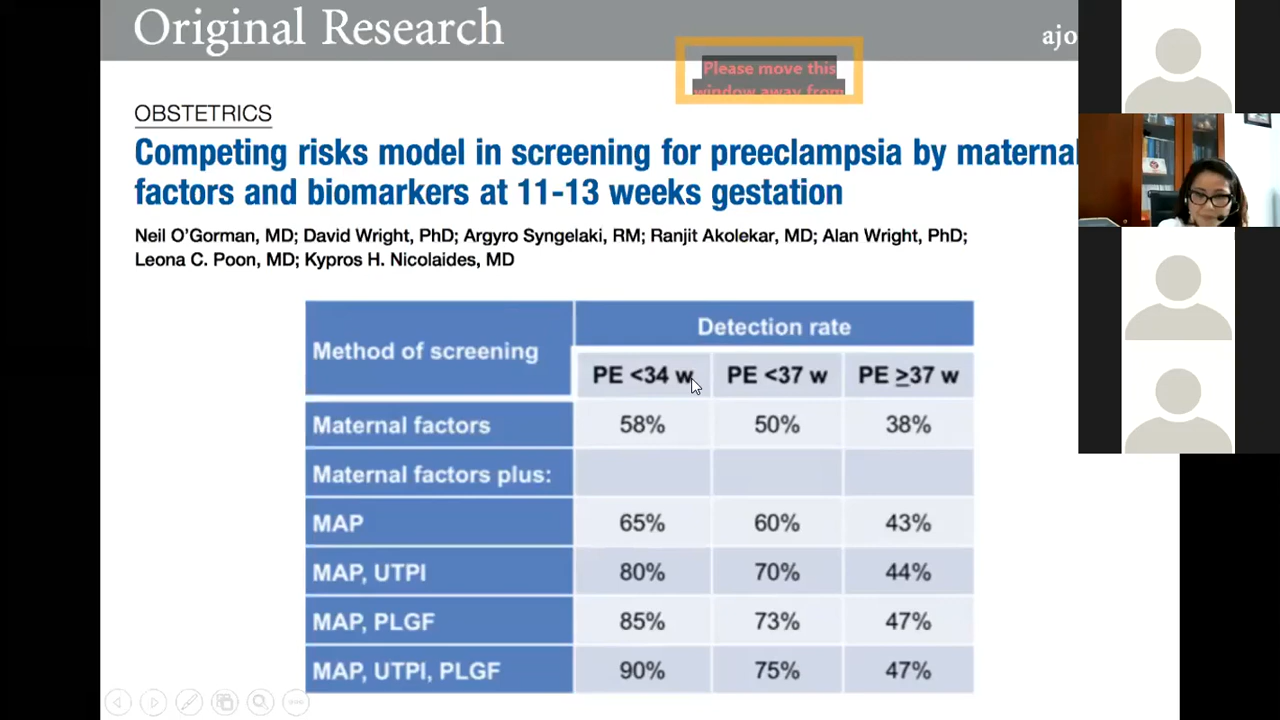 Original Research
ajo
Please move this
window away from
OBSTETRICS
Competing risks model in screening for preeclampsia by maternal
factors and biomarkers at 11-13 weeks gestation
Neil O'Gorman, MD; David Wright, PhD; Argyro Syngelaki, RM; Ranjit Akolekar, MD; Alan Wright, PhD;
Leona C. Poon, MD; Kypros H. Nicolaides, MD
Method of screening
Detection rate
PE <34 w PE <37 w PE ≥37 w
Maternal factors 58% 50% 38%
Maternal factors plus:
MAP 65% 60% 43%
MAP, UTPI 80% 70% 44%
MAP, PLGF 85% 73% 47%
MAP, UTPI, PLGF 90% 75% 47%